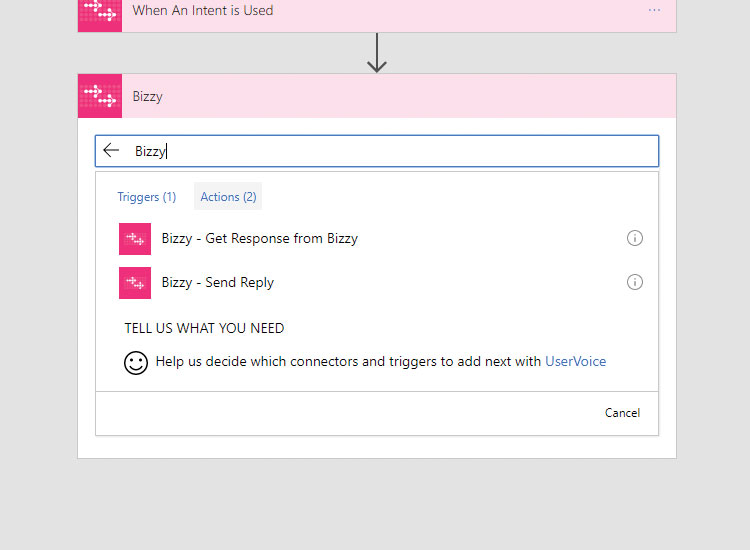 When An Intent is Used
Bizzy
Bizzy
Triggers (1) Actions (2)
Bizzy - Get Response from Bizzy
Bizzy - Send Reply
TELL US WHAT YOU NEED
Help us decide which connectors and triggers to add next with UserVoice
Cancel